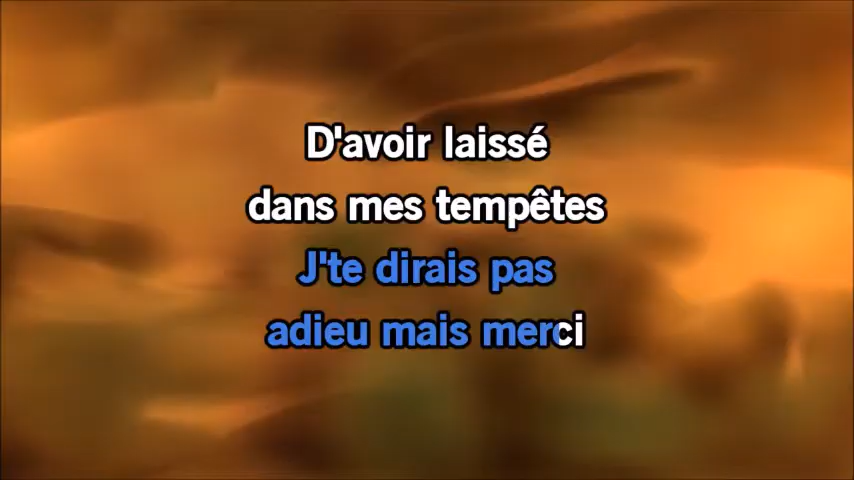 D'avoir laissé
dans mes tempêtes
J'te dirais pas
adieu mais merci